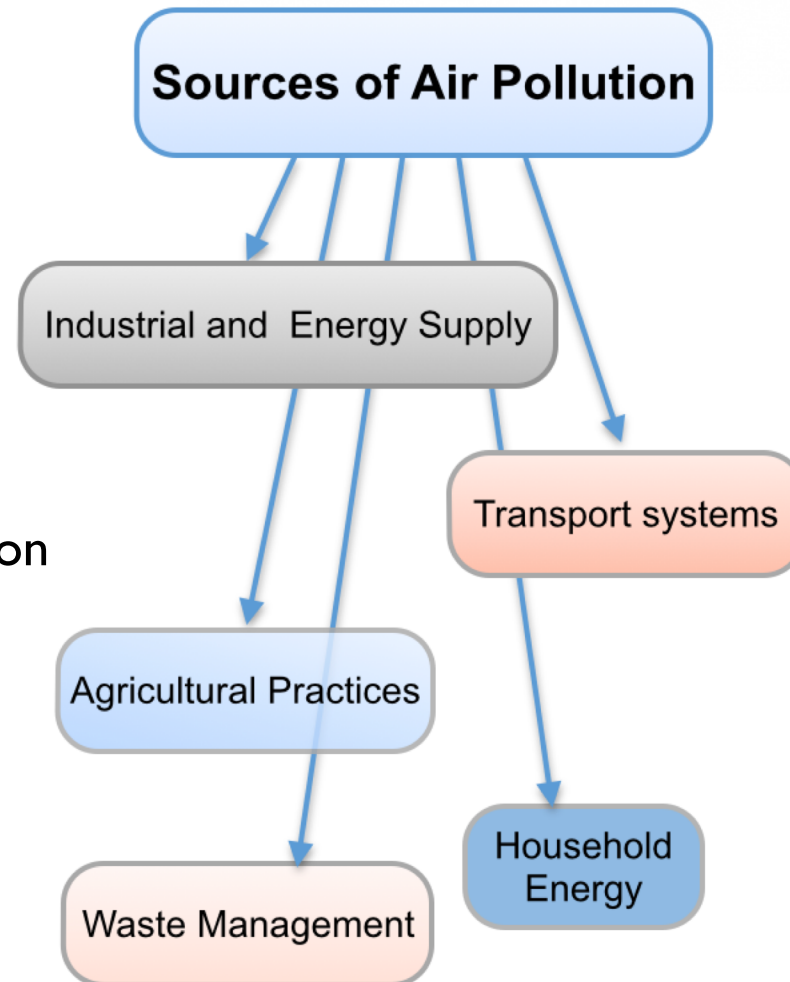 Sources of Air Pollution
Industrial and  Energy Supply
Transport systems
on
Agricultural Practices
Household
Energy
Waste Management